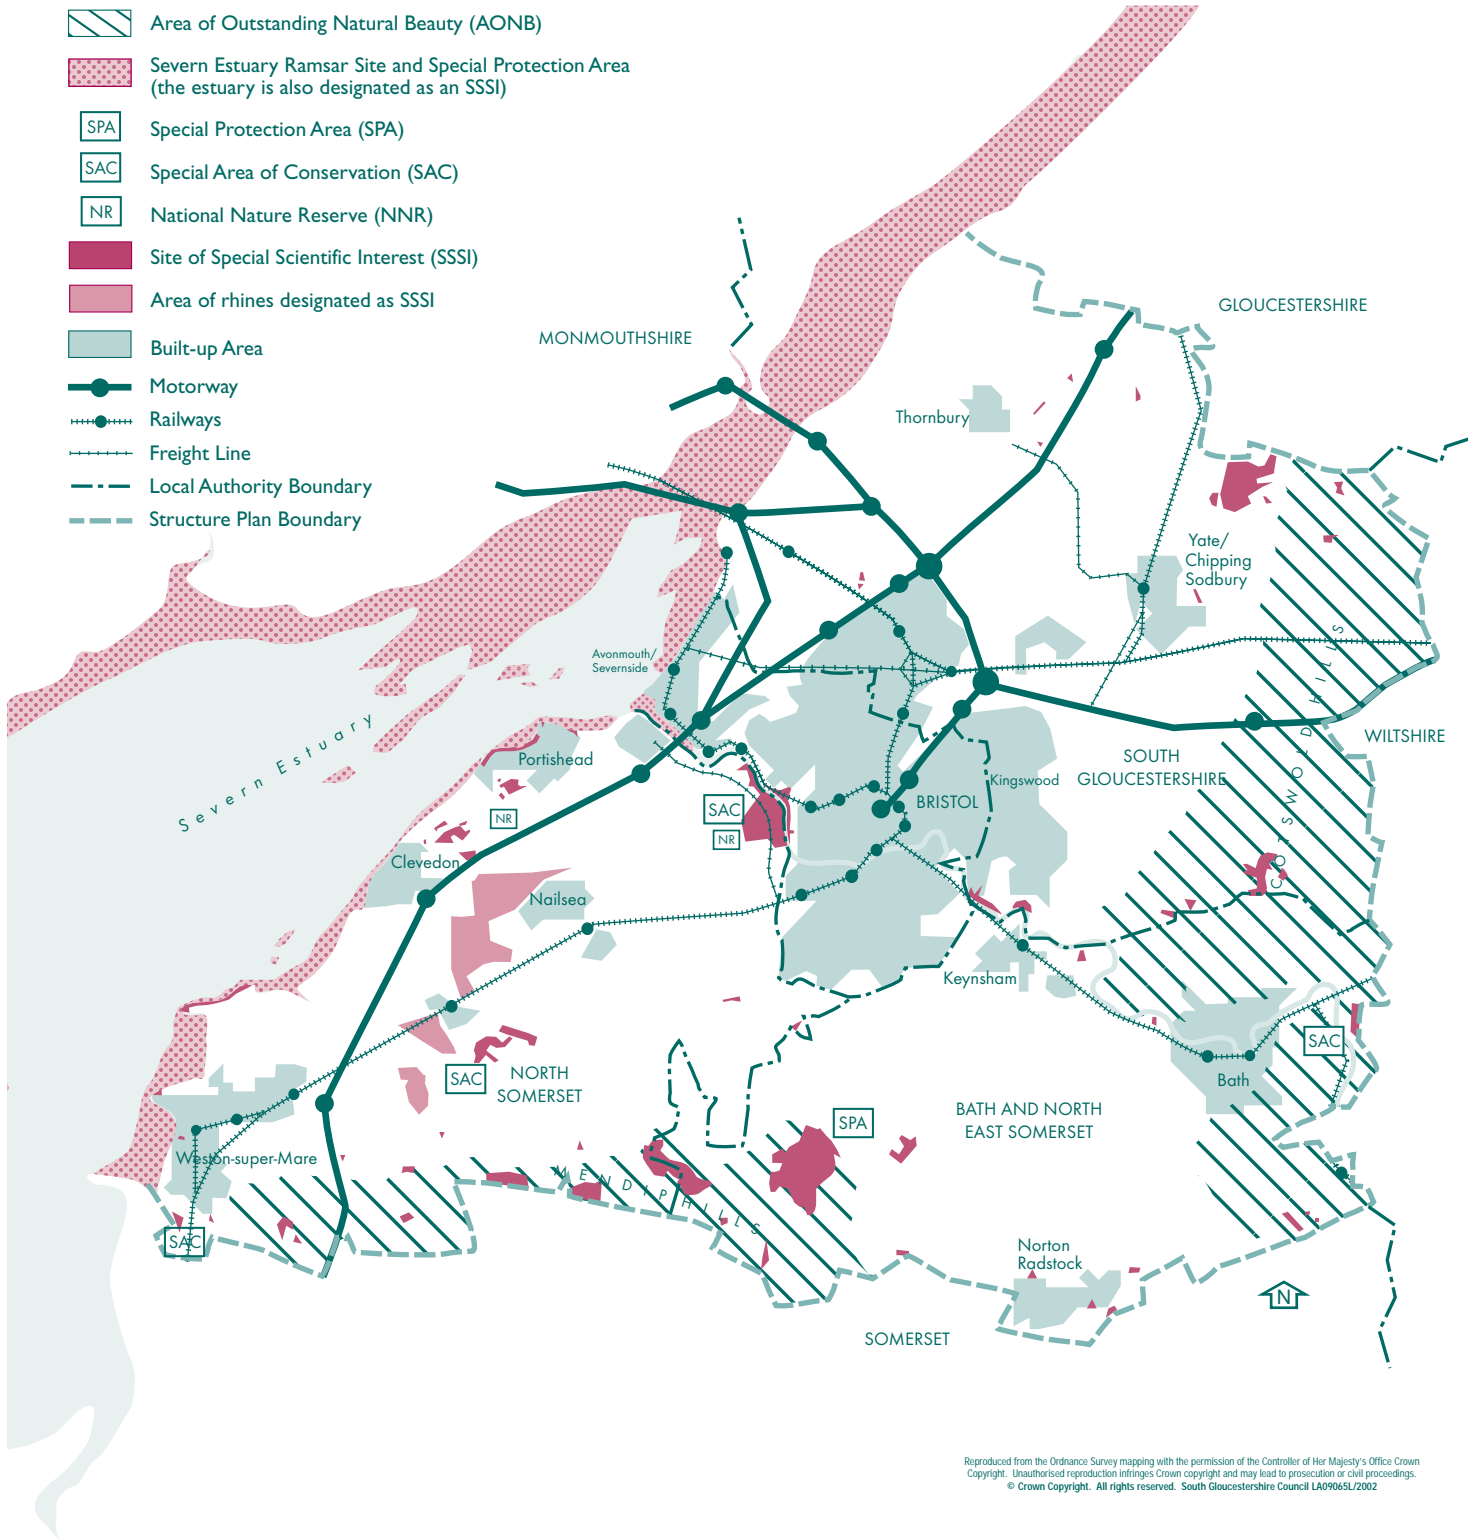 Area of Outstanding Natural Beauty (AONB)
Severn Estuary Ramsar Site and Special Protection Area
(the estuary is also designated as an SSSI)
SPA
Special Protection Area (SPA)
SAC
Special Area of Conservation (SAC)
NR
National Nature Reserve (NNR)
Site of Special Scientific Interest (SSSI)
Area of rhines designated as SSSI
Built-up Area
Motorway
Railways
Freight Line
Local Authority Boundary
Structure Plan Boundary
GLOUCESTERSHIRE
MONMOUTHSHIRE
Thornbury
Yate/
Chipping
Sodbury
Avonmouth/
Severnside
COTSWOLD HILLS
Severn Estuary
WILTSHIRE
Portishead
SOUTH
GLOUCESTERSHIRE
Kingswood
BRISTOL
SAC
NR
NR
Clevedon
Nailsea
Keynsham
SAC
Bath
SAC
NORTH
SOMERSET
BATH AND NORTH
EAST SOMERSET
SPA
Weston-super-Mare
MENDIP HILLS
SAC
Norton
Radstock
N
SOMERSET
Reproduced from the Ordnance Survey mapping with the permission of the Controller of Her Majesty's Office Crown
Copyright. Unauthorised reproduction infringes Crown copyright and may lead to prosecution or civil proceedings.
© Crown Copyright. All rights reserved. South Gloucestershire Council LA09065L/2002